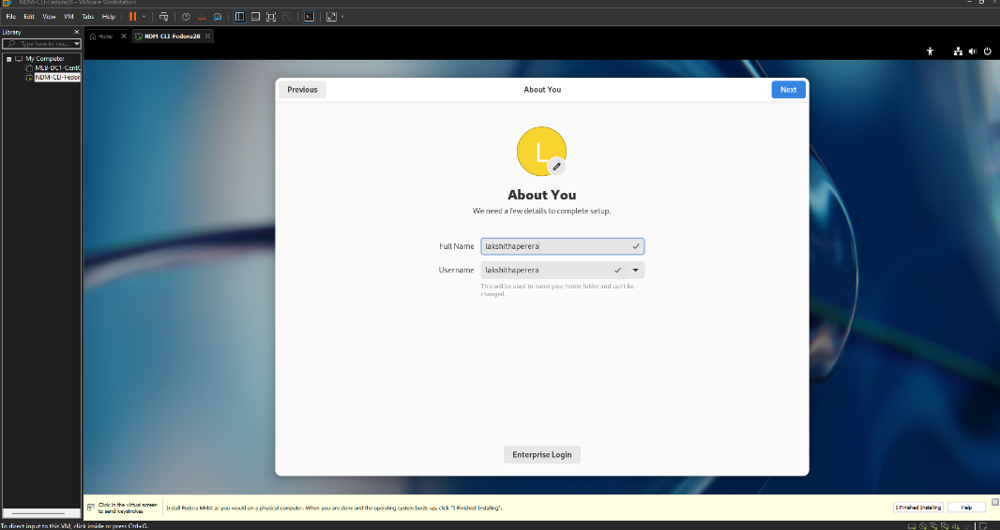 NDM-CLI-Fedora28 - VMware Workstation
File Edit View VM Tabs Help
Library
Type here to sea...
Home
NDM-CLI-Fedora28
My Computer
MLB-DC1-CentC
NDM-CLI-Fedor
Previous
About You
Next
L
About You
We need a few details to complete setup.
Full Name lakshithaperera
Username lakshithaperera
This will be used to name your home folder and can't be
changed.
Enterprise Login
Click in the virtual screen
to send keystrokes
Install Fedora 64-bit as you would on a physical computer. When you are done and the operating system boots up, click "I Finished Installing".
I Finished Installing
Help
To direct input to this VM, click inside or press Ctrl+G.